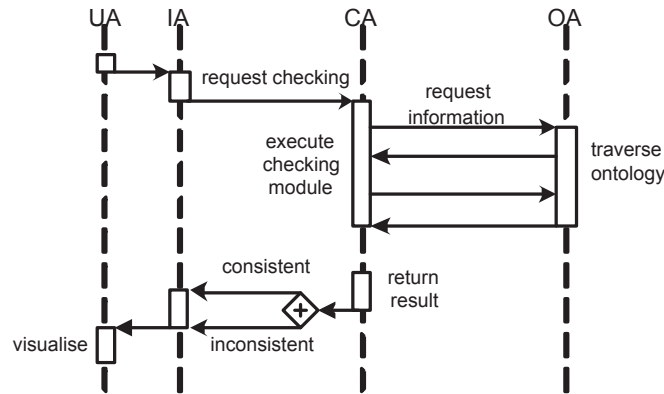 UA IA CA OA
request checking
request
information
execute
checking
module
traverse
ontology
consistent
return
result
+
visualise
inconsistent